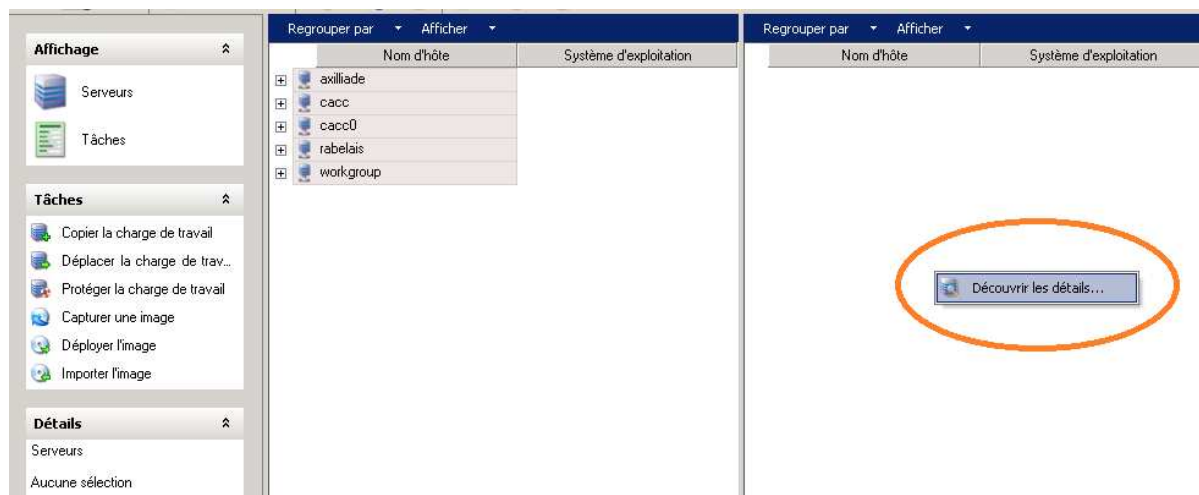 Affichage
Serveurs
Tâches
Tâches
Copier la charge de travail
Déplacer la charge de trav...
Protéger la charge de travail
Capturer une image
Déployer l'image
Importer l'image
Détails
Serveurs
Aucune sélection
Regrouper par Afficher
Nom d'hôte Système d'exploitation
axilliade
cacc
cacc0
rabelais
workgroup
Regrouper par Afficher
Nom d'hôte Système d'exploitation
Découvrir les détails...